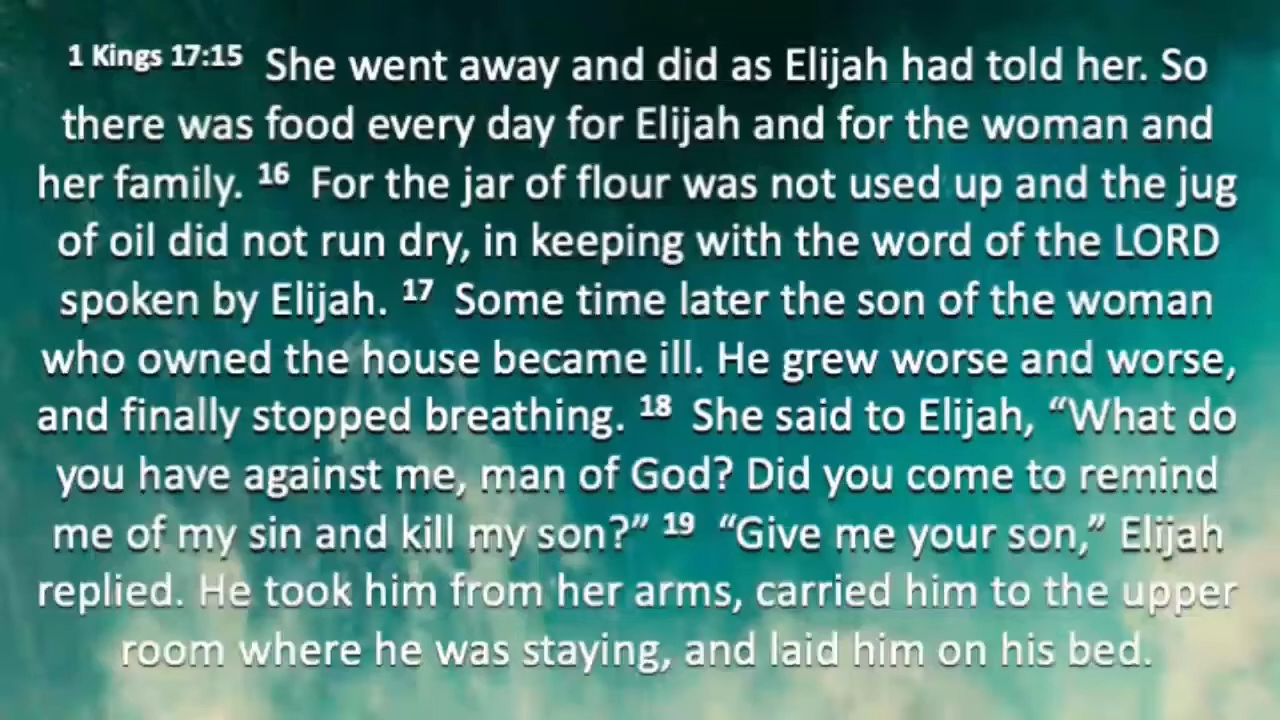 1 Kings 17:15 She went away and did as Elijah had told her. So
there was food every day for Elijah and for the woman and
her family. 16 For the jar of flour was not used up and the jug
of oil did not run dry, in keeping with the word of the LORD
spoken by Elijah. 17 Some time later the son of the woman
who owned the house became ill. He grew worse and worse,
and finally stopped breathing. 18 She said to Elijah, “What do
you have against me, man of God? Did you come to remind
me of my sin and kill my son?” 19 “Give me your son,” Elijah
replied. He took him from her arms, carried him to the upper
room where he was staying, and laid him on his bed.